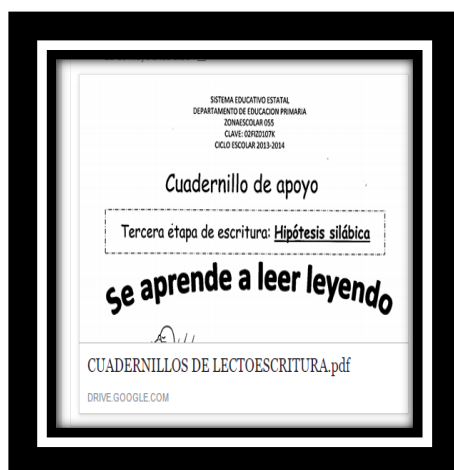 SISTEMA EDUCATIVO ESTATAL
DEPARTAMENTO DE EDUCACION PRIMARIA
ZONAESCOLAR 055
CLAVE: 02FIZ0107K
CICLO ESCOLAR 2013-2014
Cuadernillo de apoyo
Tercera etapa de escritura: Hipótesis silábica
Se aprende a leer leyendo
CUADERNILLOS DE LECTOESCRITURA.pdf
DRIVE.GOOGLE.COM